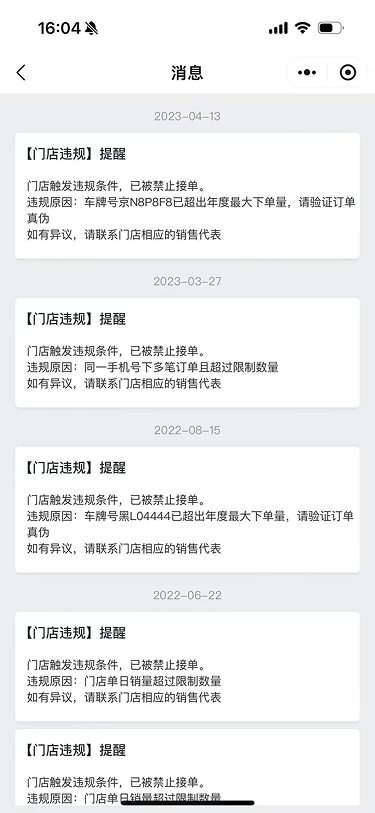 16:04
消息
2023-04-13
【门店违规】提醒
门店触发违规条件，已被禁止接单。
违规原因：车牌号京N8P8F8已超出年度最大下单量，请验证订单
真伪
如有异议，请联系门店相应的销售代表
2023-03-27
【门店违规】提醒
门店触发违规条件，已被禁止接单。
违规原因：同一手机号下多笔订单且超过限制数量
如有异议，请联系门店相应的销售代表
2022-08-15
【门店违规】提醒
门店触发违规条件，已被禁止接单。
违规原因：车牌号黑L04444已超出年度最大下单量，请验证订单
真伪
如有异议，请联系门店相应的销售代表
2022-06-22
【门店违规】提醒
门店触发违规条件，已被禁止接单。
违规原因：门店单日销量超过限制数量
如有异议，请联系门店相应的销售代表
【门店违规】提醒
门店触发违规条件，已被禁止接单。
违规原因：门店单日销量超过限制数量